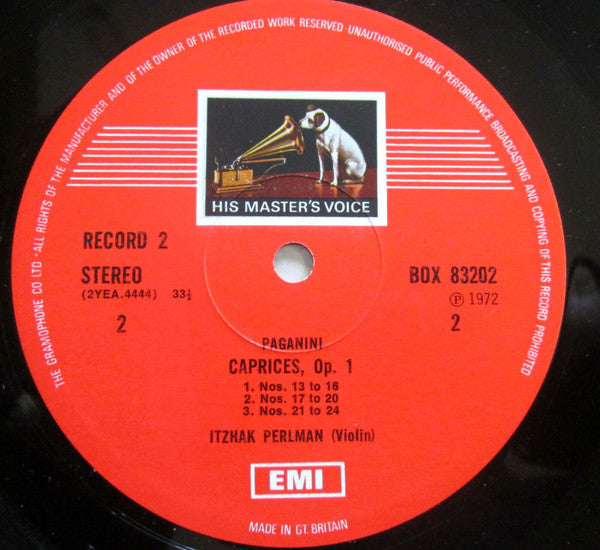 THE GRAMOPHONE CO LTD · ALL RIGHTS OF THE MANUFACTURER AND OF THE OWNER OF THE RECORDED WORK RESERVED UNAUTHORISED PUBLIC PERFORMANCE BROADCASTING AND COPYING OF THIS RECORD PROHIBITED
HIS MASTER'S VOICE
RECORD 2
STEREO
(2YEA.4444) 33⅓
2
BOX 83202
℗ 1972
2
PAGANINI
CAPRICES, Op. 1
1. Nos. 13 to 16
2. Nos. 17 to 20
3. Nos. 21 to 24
ITZHAK PERLMAN (Violin)
EMI
MADE IN GT. BRITAIN